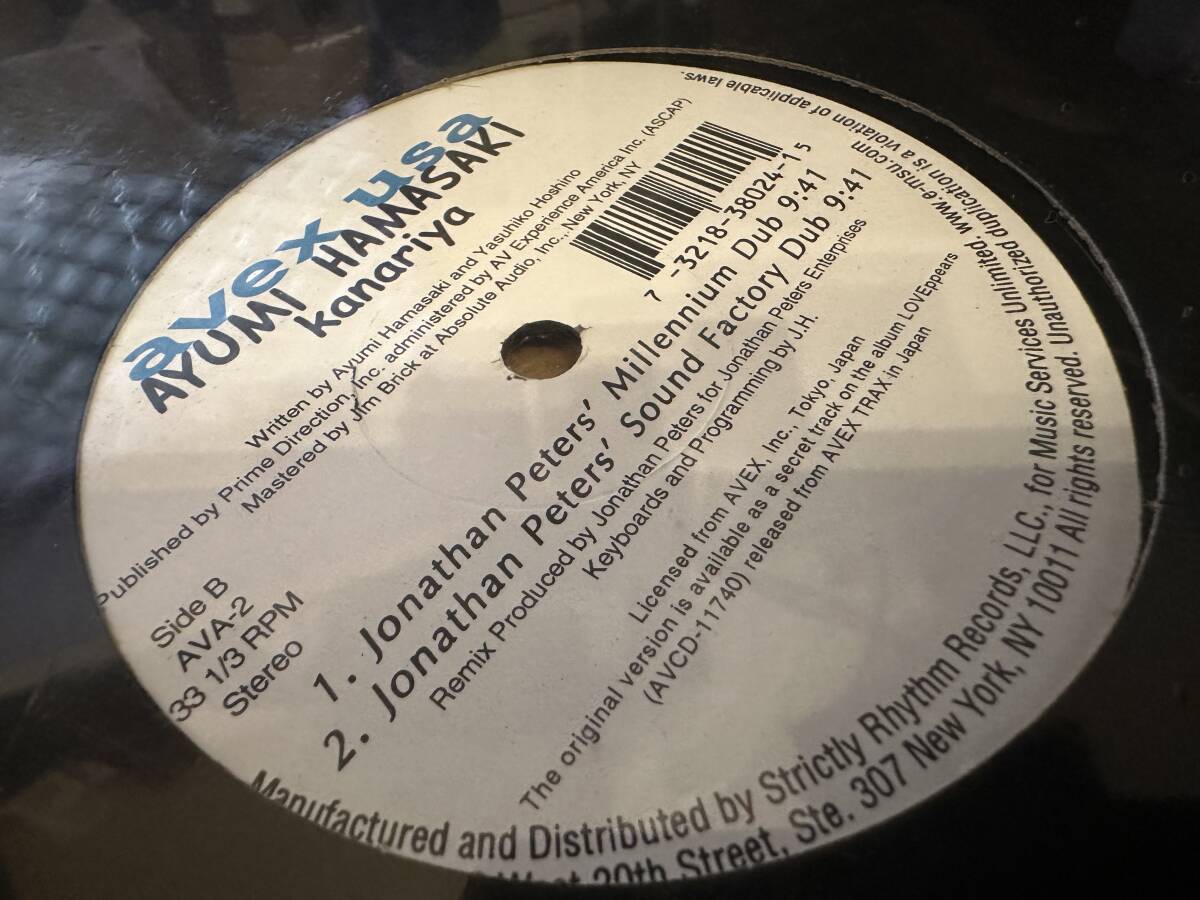 avex usa
AYUMI HAMASAKI
kanariya
Written by Ayumi Hamasaki and Yasuhiko Hoshino
Published by Prime Direction, Inc. administered by AV Experience America Inc. (ASCAP)
Mastered by Jim Brick at Absolute Audio, Inc., New York, NY
7 -3218-38024-1 5
Side B
AVA-2
33 1/3 RPM
Stereo
1. Jonathan Peters' Millennium Dub 9:41
2. Jonathan Peters' Sound Factory Dub 9:41
Remix Produced by Jonathan Peters for Jonathan Peters Enterprises
Keyboards and Programming by J.H.
Licensed from AVEX, Inc., Tokyo, Japan
The original version is available as a secret track on the album LOVEppears
(AVCD-11740) released from AVEX TRAX in Japan
Manufactured and Distributed by Strictly Rhythm Records, LLC., for Music Services Unlimited. www.e-msu.com
West 20th Street, Ste. 307 New York, NY 10011 All rights reserved. Unauthorized duplication is a violation of applicable laws.